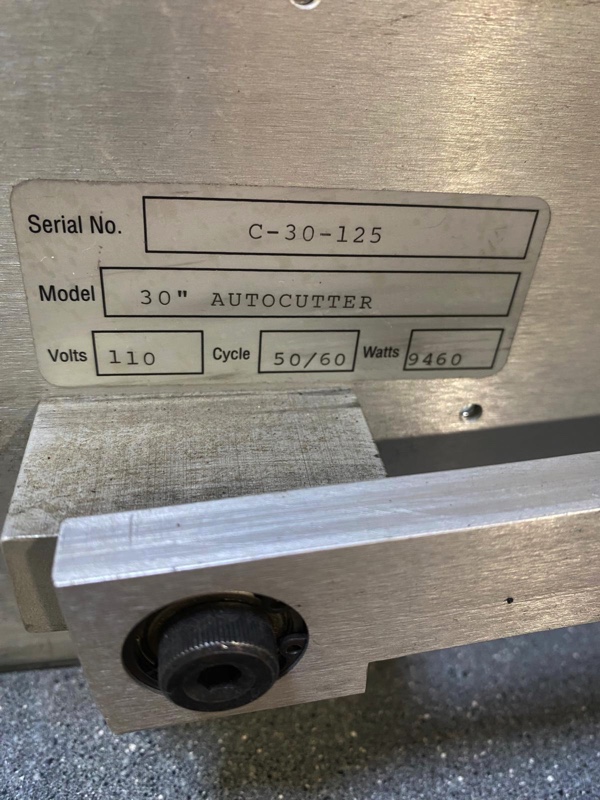 Serial No. C-30-125
Model 30" AUTOCUTTER
Volts 110 Cycle 50/60 Watts 9460